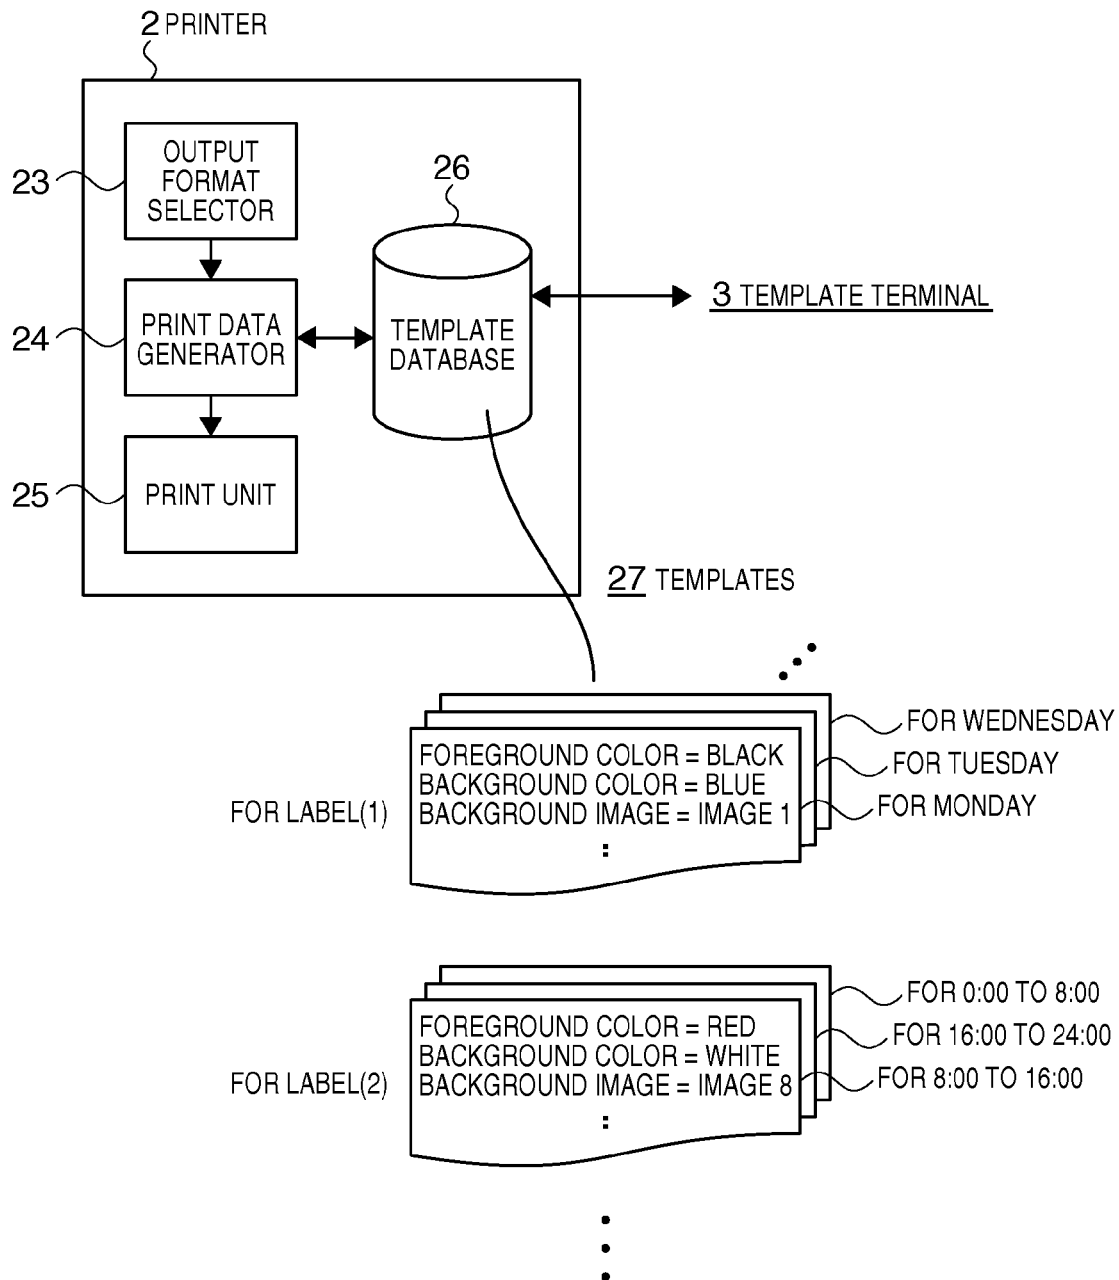 2 PRINTER
OUTPUT
FORMAT
SELECTOR
23
26
3 TEMPLATE TERMINAL
24
PRINT DATA
GENERATOR
TEMPLATE
DATABASE
25
PRINT UNIT
27 TEMPLATES
FOR WEDNESDAY
FOR TUESDAY
FOR MONDAY
FOR LABEL(1)
FOREGROUND COLOR = BLACK
BACKGROUND COLOR = BLUE
BACKGROUND IMAGE = IMAGE 1
:
FOR 0:00 TO 8:00
FOR 16:00 TO 24:00
FOR 8:00 TO 16:00
FOR LABEL(2)
FOREGROUND COLOR = RED
BACKGROUND COLOR = WHITE
BACKGROUND IMAGE = IMAGE 8
: